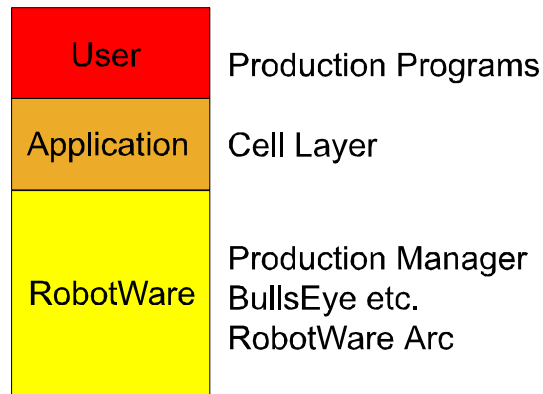 User
Production Programs
Application
Cell Layer
RobotWare
Production Manager
BullsEye etc.
RobotWare Arc